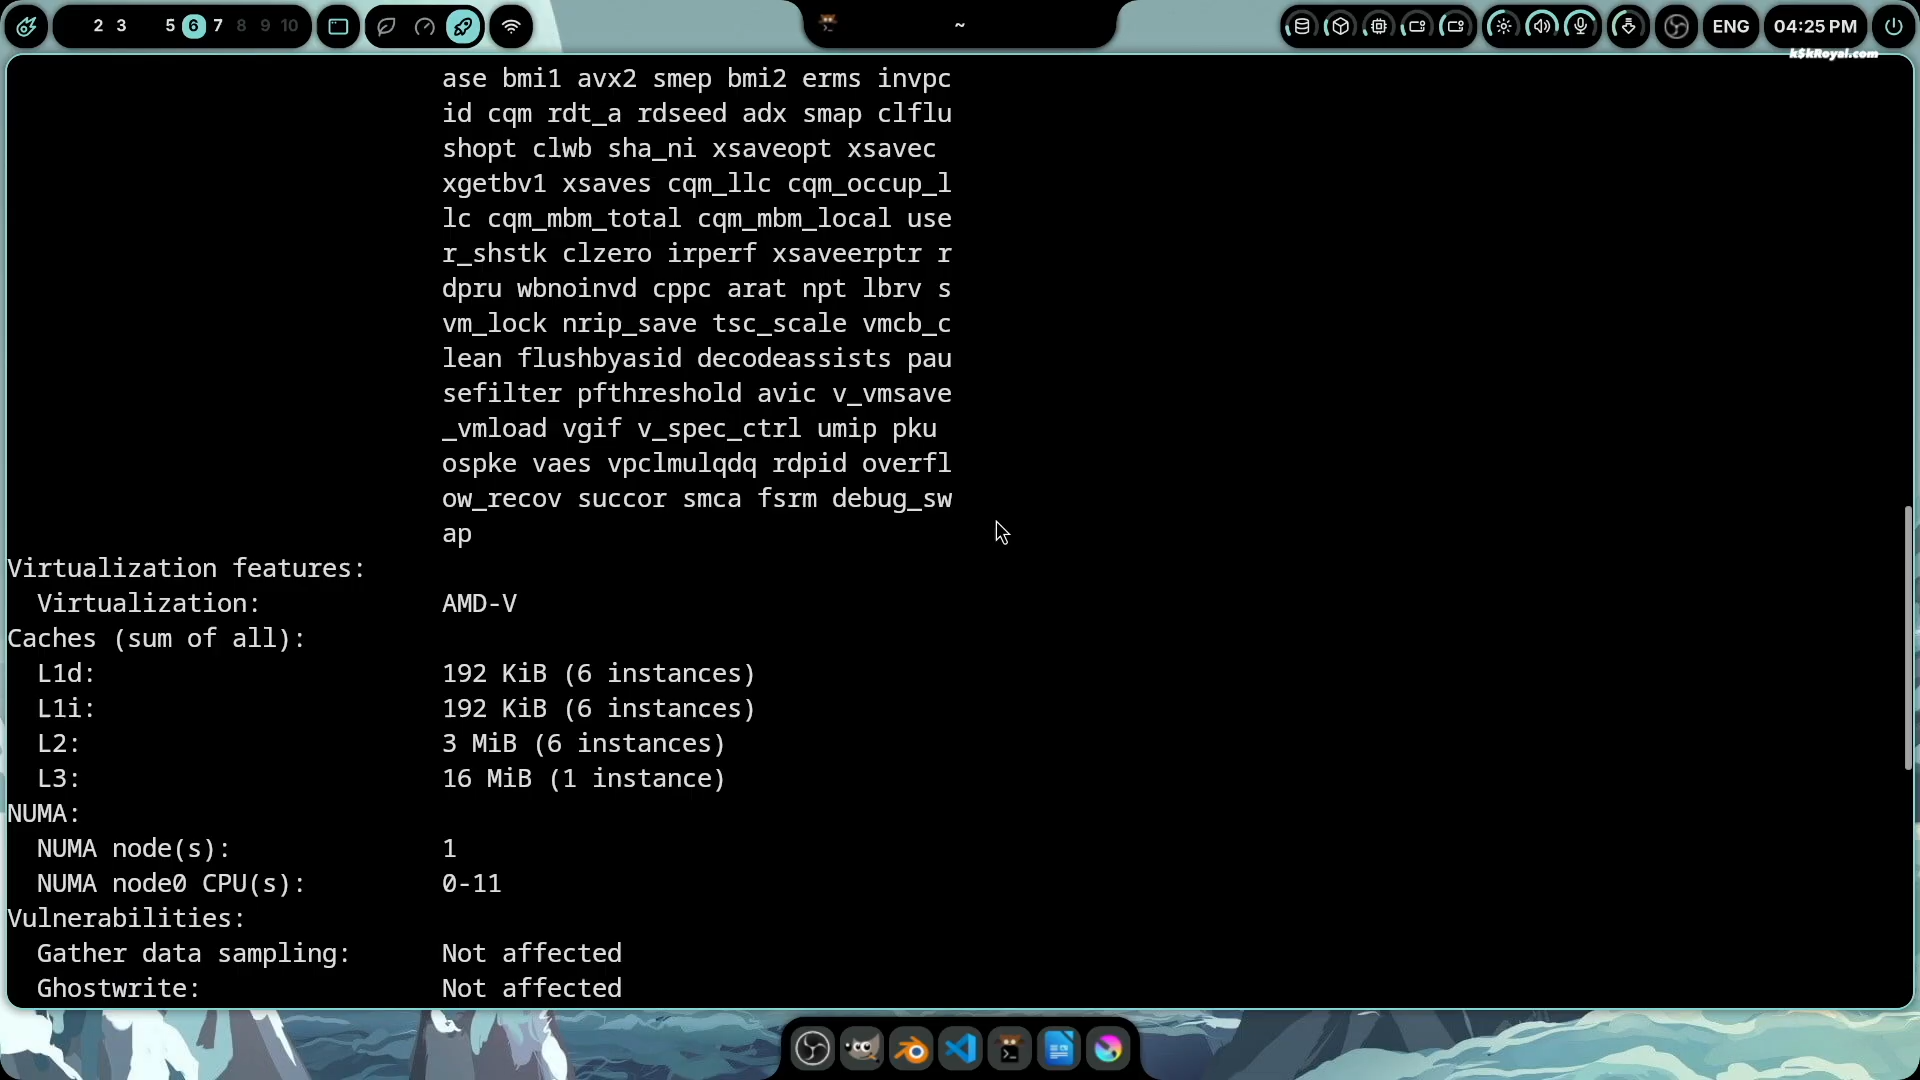 2 3 5 6 7 8 9 10
~
ENG
04:25 PM
k$kRoyal.com
ase bmi1 avx2 smep bmi2 erms invpc
id cqm rdt_a rdseed adx smap clflu
shopt clwb sha_ni xsaveopt xsavec
xgetbv1 xsaves cqm_llc cqm_occup_l
lc cqm_mbm_total cqm_mbm_local use
r_shstk clzero irperf xsaveerptr r
dpru wbnoinvd cppc arat npt lbrv s
vm_lock nrip_save tsc_scale vmcb_c
lean flushbyasid decodeassists pau
sefilter pfthreshold avic v_vmsave
_vmload vgif v_spec_ctrl umip pku
ospke vaes vpclmulqdq rdpid overfl
ow_recov succor smca fsrm debug_sw
ap
Virtualization features:
Virtualization: AMD-V
Caches (sum of all):
L1d: 192 KiB (6 instances)
L1i: 192 KiB (6 instances)
L2: 3 MiB (6 instances)
L3: 16 MiB (1 instance)
NUMA:
NUMA node(s): 1
NUMA node0 CPU(s): 0-11
Vulnerabilities:
Gather data sampling: Not affected
Ghostwrite: Not affected